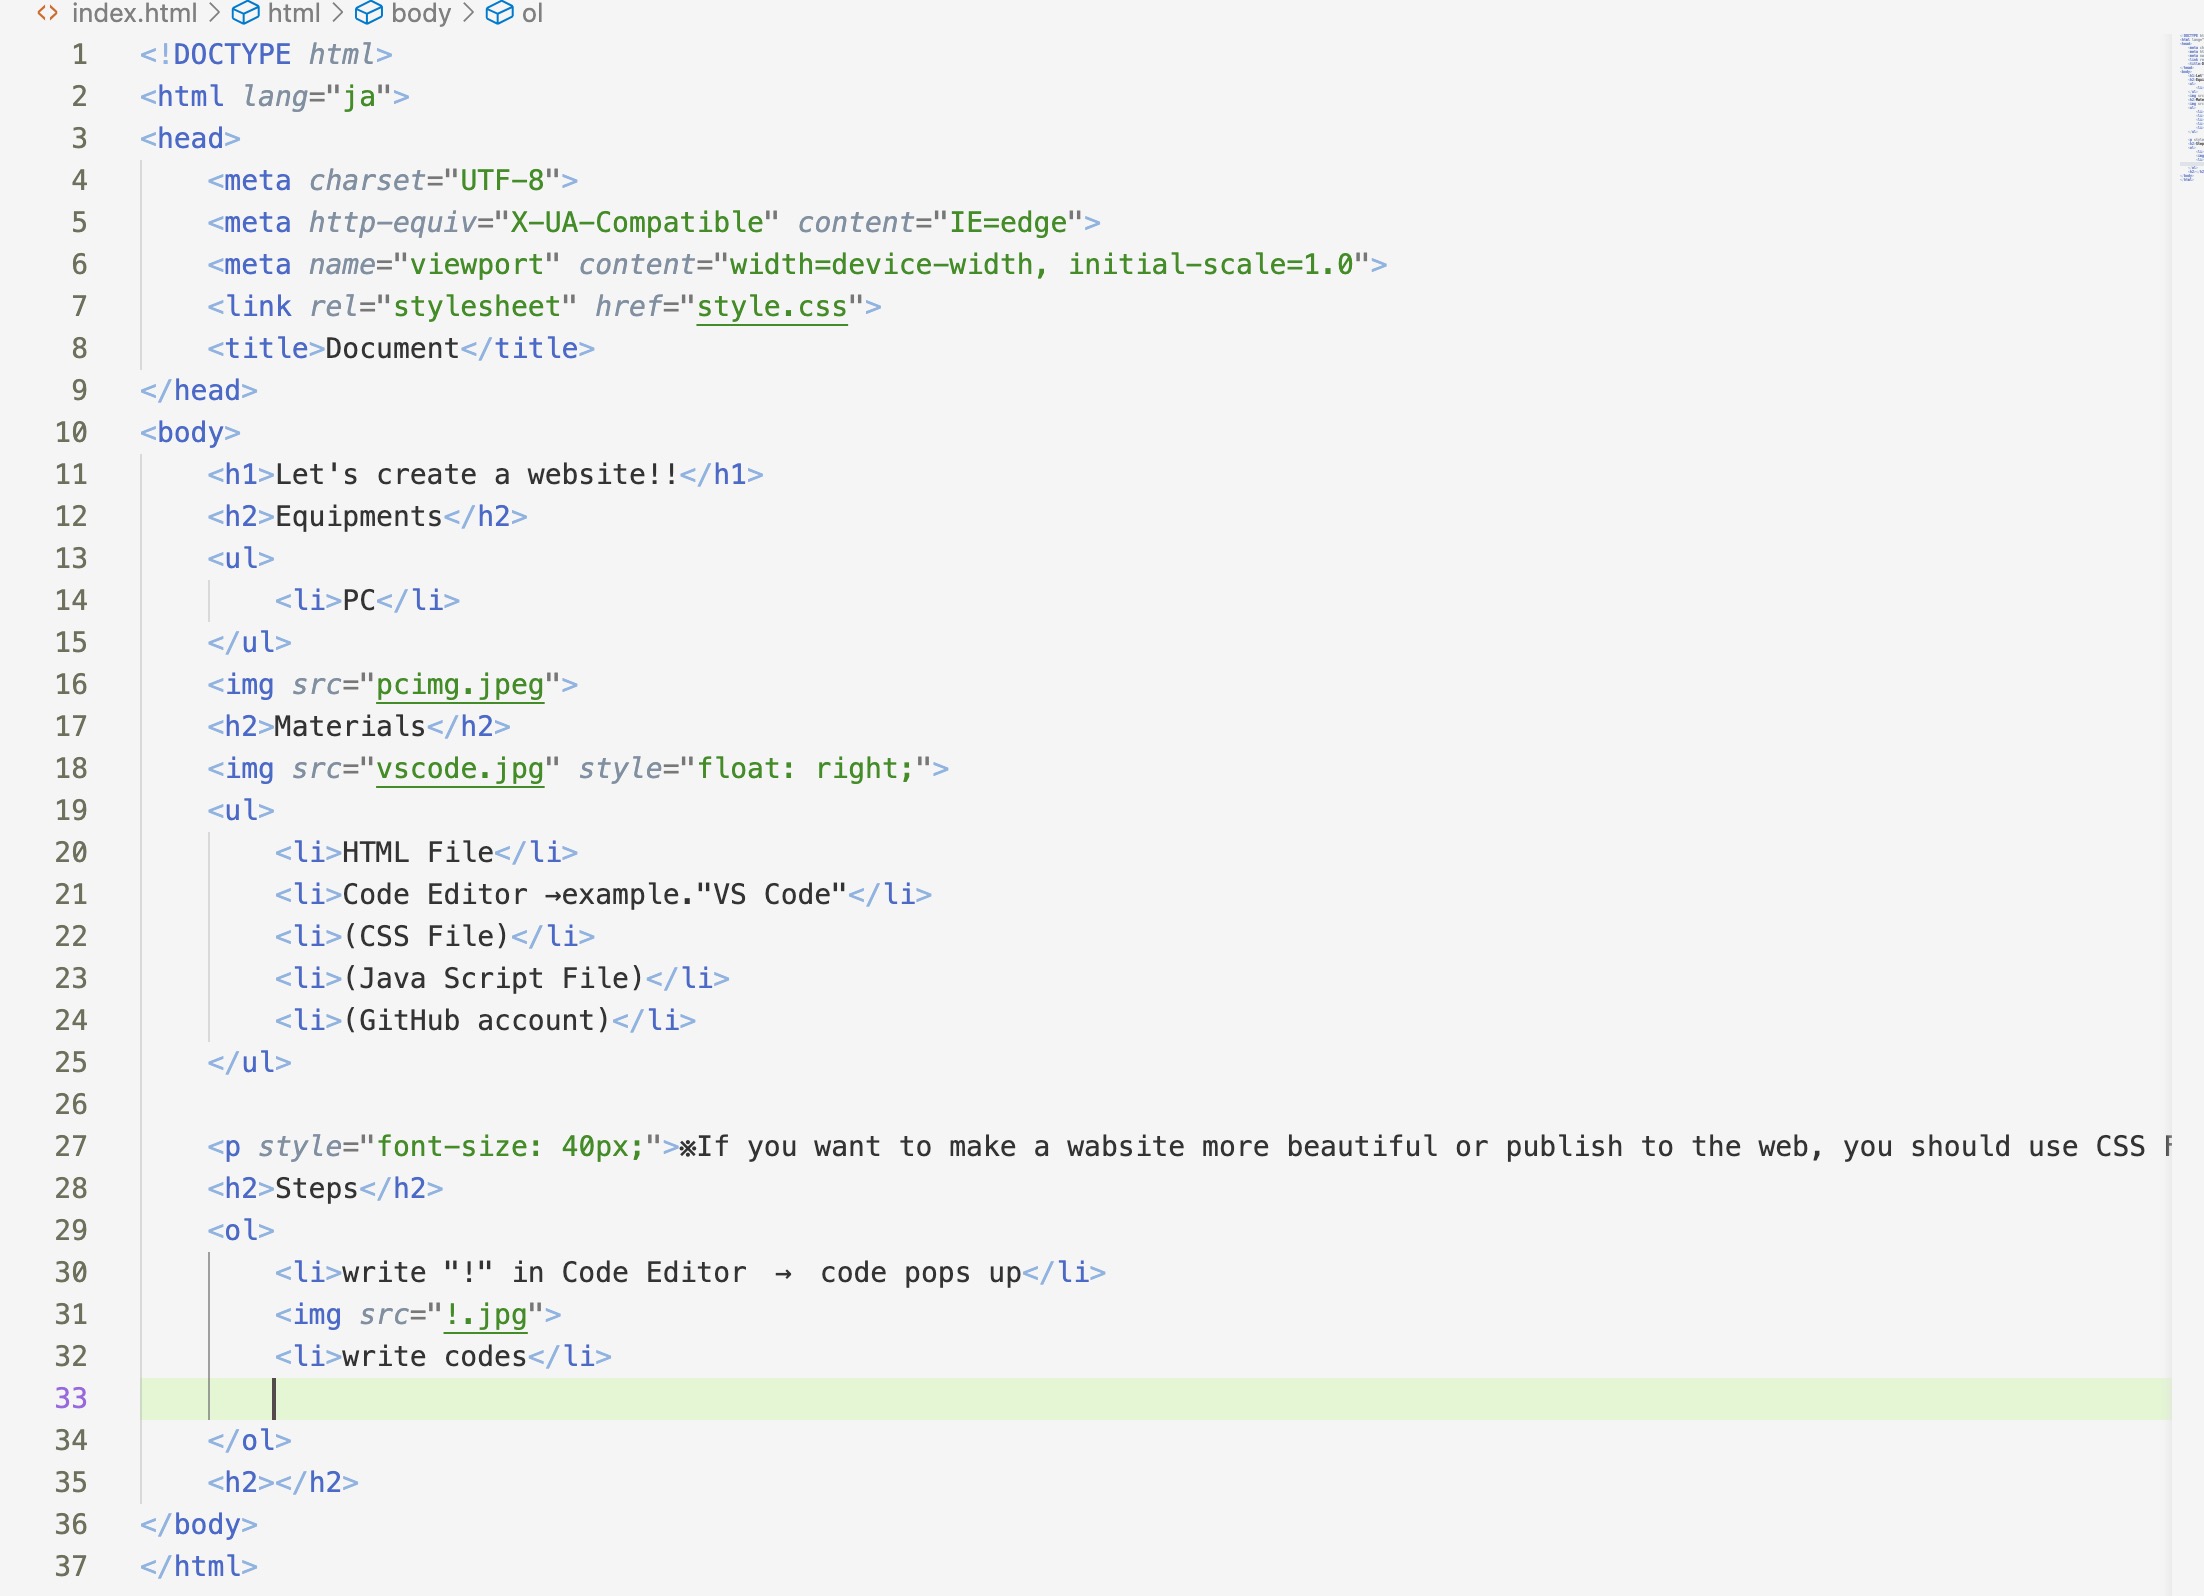 index.html > html > body > ol
1 <!DOCTYPE html>
2 <html lang="ja">
3 <head>
4 <meta charset="UTF-8">
5 <meta http-equiv="X-UA-Compatible" content="IE=edge">
6 <meta name="viewport" content="width=device-width, initial-scale=1.0">
7 <link rel="stylesheet" href="style.css">
8 <title>Document</title>
9 </head>
10 <body>
11 <h1>Let's create a website!!</h1>
12 <h2>Equipments</h2>
13 <ul>
14 <li>PC</li>
15 </ul>
16 <img src="pcimg.jpeg">
17 <h2>Materials</h2>
18 <img src="vscode.jpg" style="float: right;">
19 <ul>
20 <li>HTML File</li>
21 <li>Code Editor →example."VS Code"</li>
22 <li>(CSS File)</li>
23 <li>(Java Script File)</li>
24 <li>(GitHub account)</li>
25 </ul>
26
27 <p style="font-size: 40px;">※If you want to make a wabsite more beautiful or publish to the web, you should use CSS
28 <h2>Steps</h2>
29 <ol>
30 <li>write "!" in Code Editor → code pops up</li>
31 <img src="!.jpg">
32 <li>write codes</li>
33
34 </ol>
35 <h2></h2>
36 </body>
37 </html>